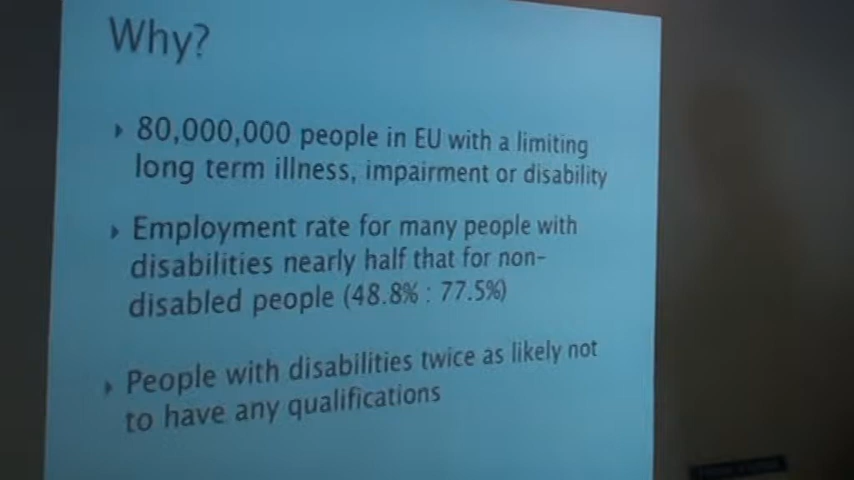 Why?
80,000,000 people in EU with a limiting
long term illness, impairment or disability
Employment rate for many people with
disabilities nearly half that for non-
disabled people (48.8% : 77.5%)
People with disabilities twice as likely not
to have any qualifications